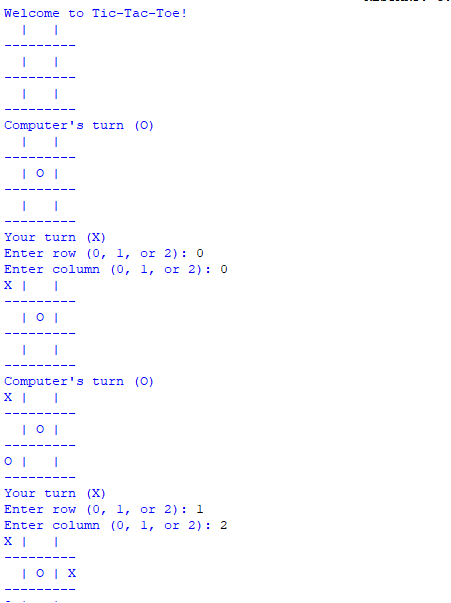 Welcome to Tic-Tac-Toe!
  |   |
---------
  |   |
---------
  |   |
---------
Computer's turn (O)
  |   |
---------
  | O |
---------
  |   |
---------
Your turn (X)
Enter row (0, 1, or 2): 0
Enter column (0, 1, or 2): 0
X |   |
---------
  | O |
---------
  |   |
---------
Computer's turn (O)
X |   |
---------
  | O |
---------
O |   |
---------
Your turn (X)
Enter row (0, 1, or 2): 1
Enter column (0, 1, or 2): 2
X |   |
---------
  | O | X
---------